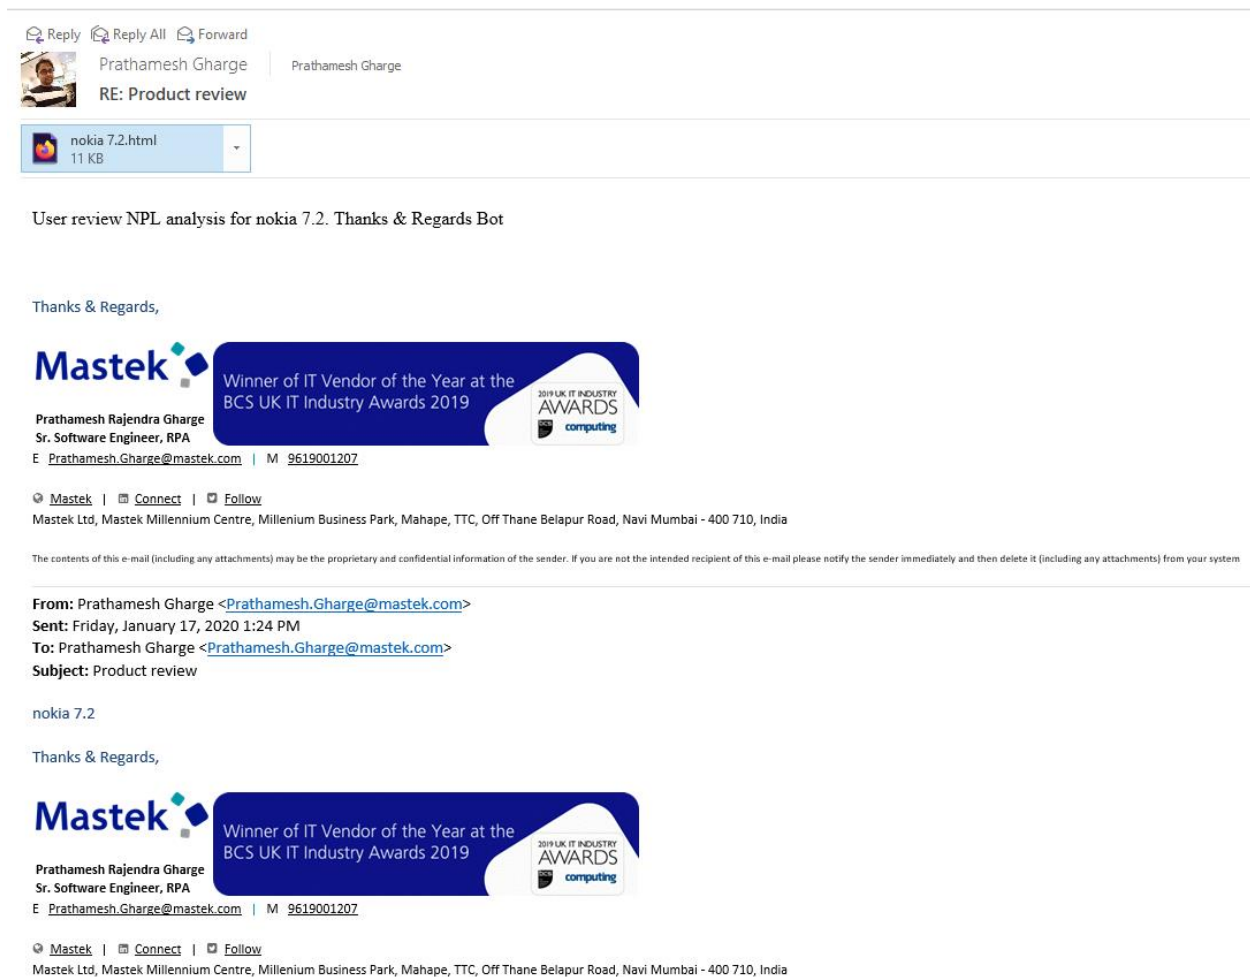 Reply Reply All Forward
Prathamesh Gharge Prathamesh Gharge
RE: Product review
nokia 7.2.html
11 KB
User review NPL analysis for nokia 7.2. Thanks & Regards Bot
Thanks & Regards,
Mastek
Winner of IT Vendor of the Year at the
BCS UK IT Industry Awards 2019
2019 UK IT INDUSTRY
AWARDS
bcs computing
Prathamesh Rajendra Gharge
Sr. Software Engineer, RPA
E Prathamesh.Gharge@mastek.com | M 9619001207
Mastek | Connect | Follow
Mastek Ltd, Mastek Millennium Centre, Millenium Business Park, Mahape, TTC, Off Thane Belapur Road, Navi Mumbai - 400 710, India
The contents of this e-mail (including any attachments) may be the proprietary and confidential information of the sender. If you are not the intended recipient of this e-mail please notify the sender immediately and then delete it (including any attachments) from your system
From: Prathamesh Gharge <Prathamesh.Gharge@mastek.com>
Sent: Friday, January 17, 2020 1:24 PM
To: Prathamesh Gharge <Prathamesh.Gharge@mastek.com>
Subject: Product review
nokia 7.2
Thanks & Regards,
Mastek
Winner of IT Vendor of the Year at the
BCS UK IT Industry Awards 2019
2019 UK IT INDUSTRY
AWARDS
bcs computing
Prathamesh Rajendra Gharge
Sr. Software Engineer, RPA
E Prathamesh.Gharge@mastek.com | M 9619001207
Mastek | Connect | Follow
Mastek Ltd, Mastek Millennium Centre, Millenium Business Park, Mahape, TTC, Off Thane Belapur Road, Navi Mumbai - 400 710, India